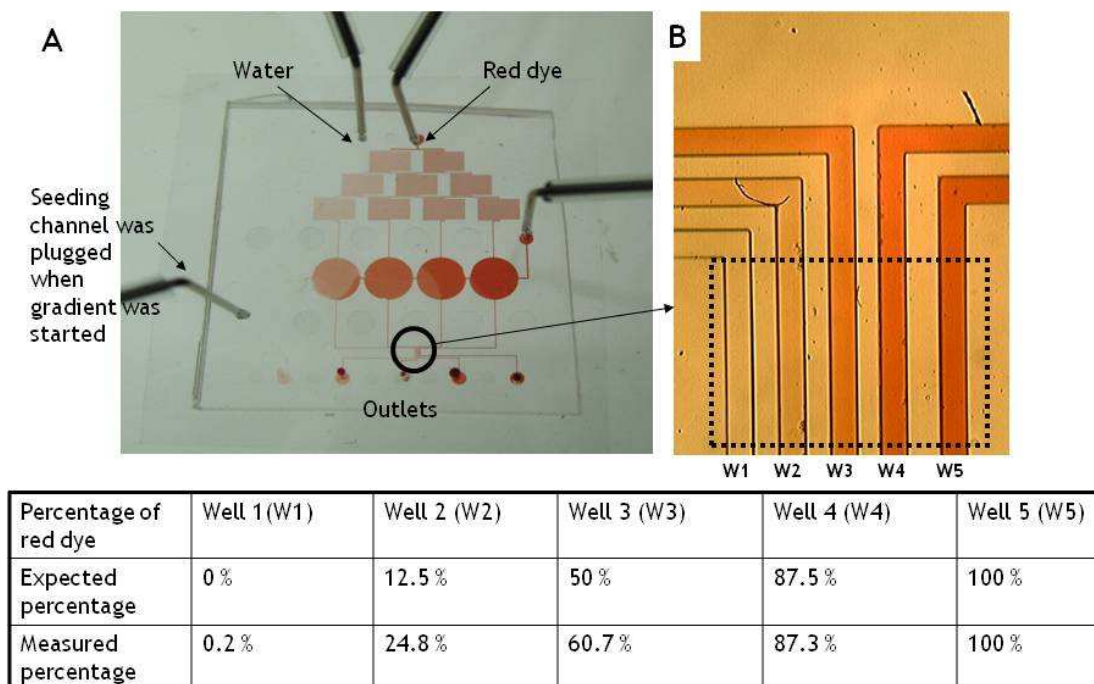 A
B
Water
Red dye
Seeding
channel was
plugged
when
gradient was
started
Outlets
W1 W2 W3 W4 W5
Percentage of red dye | Well 1(W1) | Well 2 (W2) | Well 3 (W3) | Well 4 (W4) | Well 5 (W5)
Expected percentage | 0 % | 12.5 % | 50 % | 87.5 % | 100 %
Measured percentage | 0.2 % | 24.8 % | 60.7 % | 87.3 % | 100 %